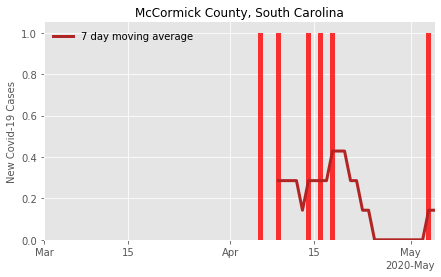 McCormick County, South Carolina
7 day moving average
New Covid-19 Cases
1.0
0.8
0.6
0.4
0.2
0.0
Mar 15 Apr 15 May
2020-May